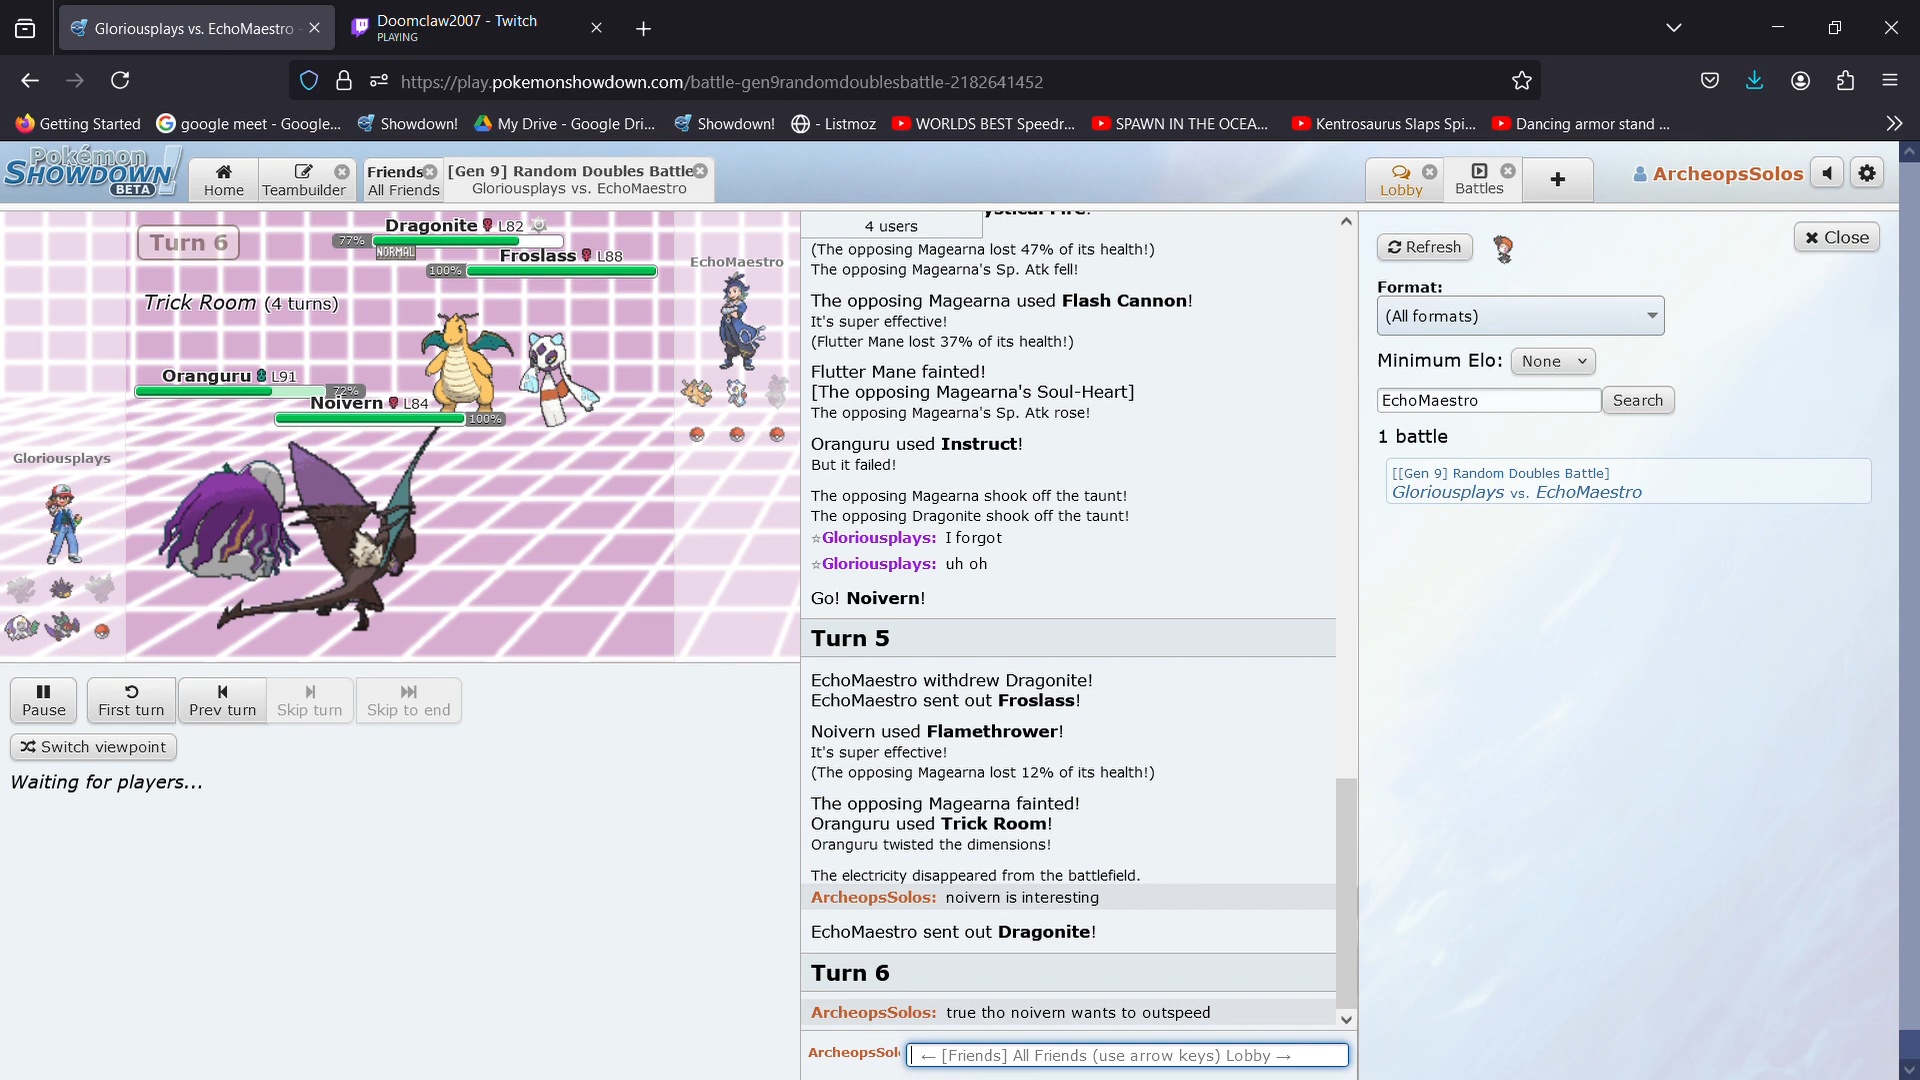 Gloriousplays vs. EchoMaestro -
Doomclaw2007 - Twitch
PLAYING
https://play.pokemonshowdown.com/battle-gen9randomdoublesbattle-2182641452
Getting Started
google meet - Google...
Showdown!
My Drive - Google Dri...
Showdown!
- Listmoz
WORLDS BEST Speedr...
SPAWN IN THE OCEA...
Kentrosaurus Slaps Spi...
Dancing armor stand ...
Pokémon
SHOWDOWN!
BETA
Home
Teambuilder
Friends
All Friends
[Gen 9] Random Doubles Battle
Gloriousplays vs. EchoMaestro
Lobby
Battles
ArcheopsSolos
Turn 6
Dragonite L82
77%
NORMAL
Froslass L88
100%
Trick Room (4 turns)
EchoMaestro
Oranguru L91
72%
Noivern L84
100%
Gloriousplays
Pause
First turn
Prev turn
Skip turn
Skip to end
Switch viewpoint
Waiting for players...
4 users
ystical Fire!
(The opposing Magearna lost 47% of its health!)
The opposing Magearna's Sp. Atk fell!
The opposing Magearna used Flash Cannon!
It's super effective!
(Flutter Mane lost 37% of its health!)
Flutter Mane fainted!
[The opposing Magearna's Soul-Heart]
The opposing Magearna's Sp. Atk rose!
Oranguru used Instruct!
But it failed!
The opposing Magearna shook off the taunt!
The opposing Dragonite shook off the taunt!
☆Gloriousplays: I forgot
☆Gloriousplays: uh oh
Go! Noivern!
Turn 5
EchoMaestro withdrew Dragonite!
EchoMaestro sent out Froslass!
Noivern used Flamethrower!
It's super effective!
(The opposing Magearna lost 12% of its health!)
The opposing Magearna fainted!
Oranguru used Trick Room!
Oranguru twisted the dimensions!
The electricity disappeared from the battlefield.
ArcheopsSolos: noivern is interesting
EchoMaestro sent out Dragonite!
Turn 6
ArcheopsSolos: true tho noivern wants to outspeed
ArcheopsSol
← [Friends] All Friends (use arrow keys) Lobby →
Refresh
Close
Format:
(All formats)
Minimum Elo: None
EchoMaestro
Search
1 battle
[[Gen 9] Random Doubles Battle]
Gloriousplays vs. EchoMaestro